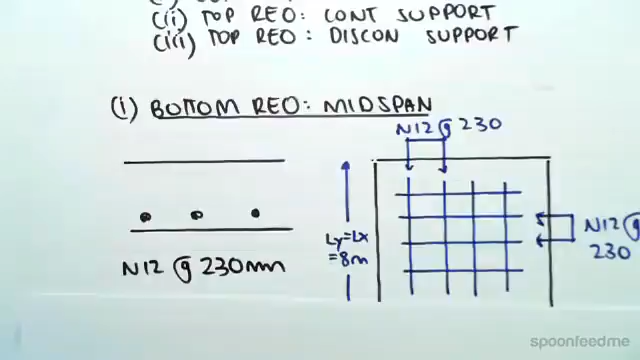 C(i) TOP REO: CONT SUPPORT
C(ii) TOP REO: DISCON SUPPORT
(i) BOTTOM REO: MIDSPAN
N12 @ 230
Ly=Lx
=8m
N12 @
230
N12 @ 230mm
spoonfeedme